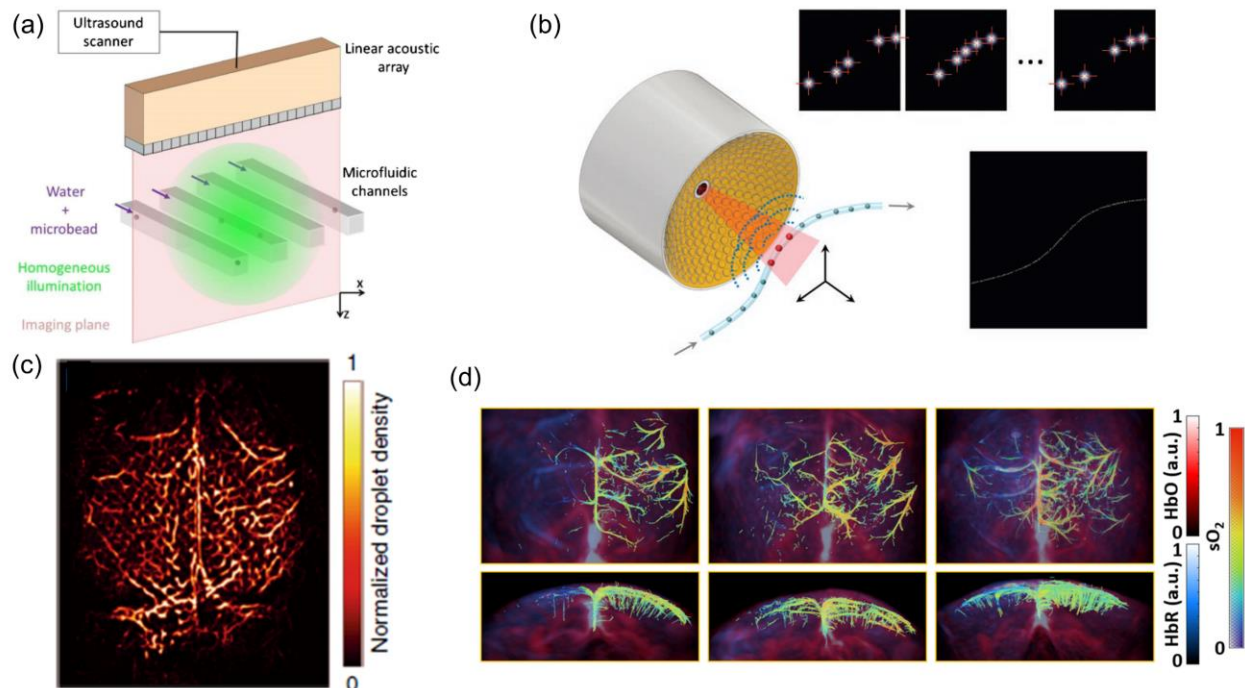 (a)
Ultrasound
scanner
Linear acoustic
array
Microfluidic
channels
Water
+
microbead
Homogeneous
illumination
Imaging plane
x
z
(b)
...
(c)
1
Normalized droplet density
0
(d)
1
HbO (a.u.)
0
1
HbR (a.u.)
0
1
sO2
0